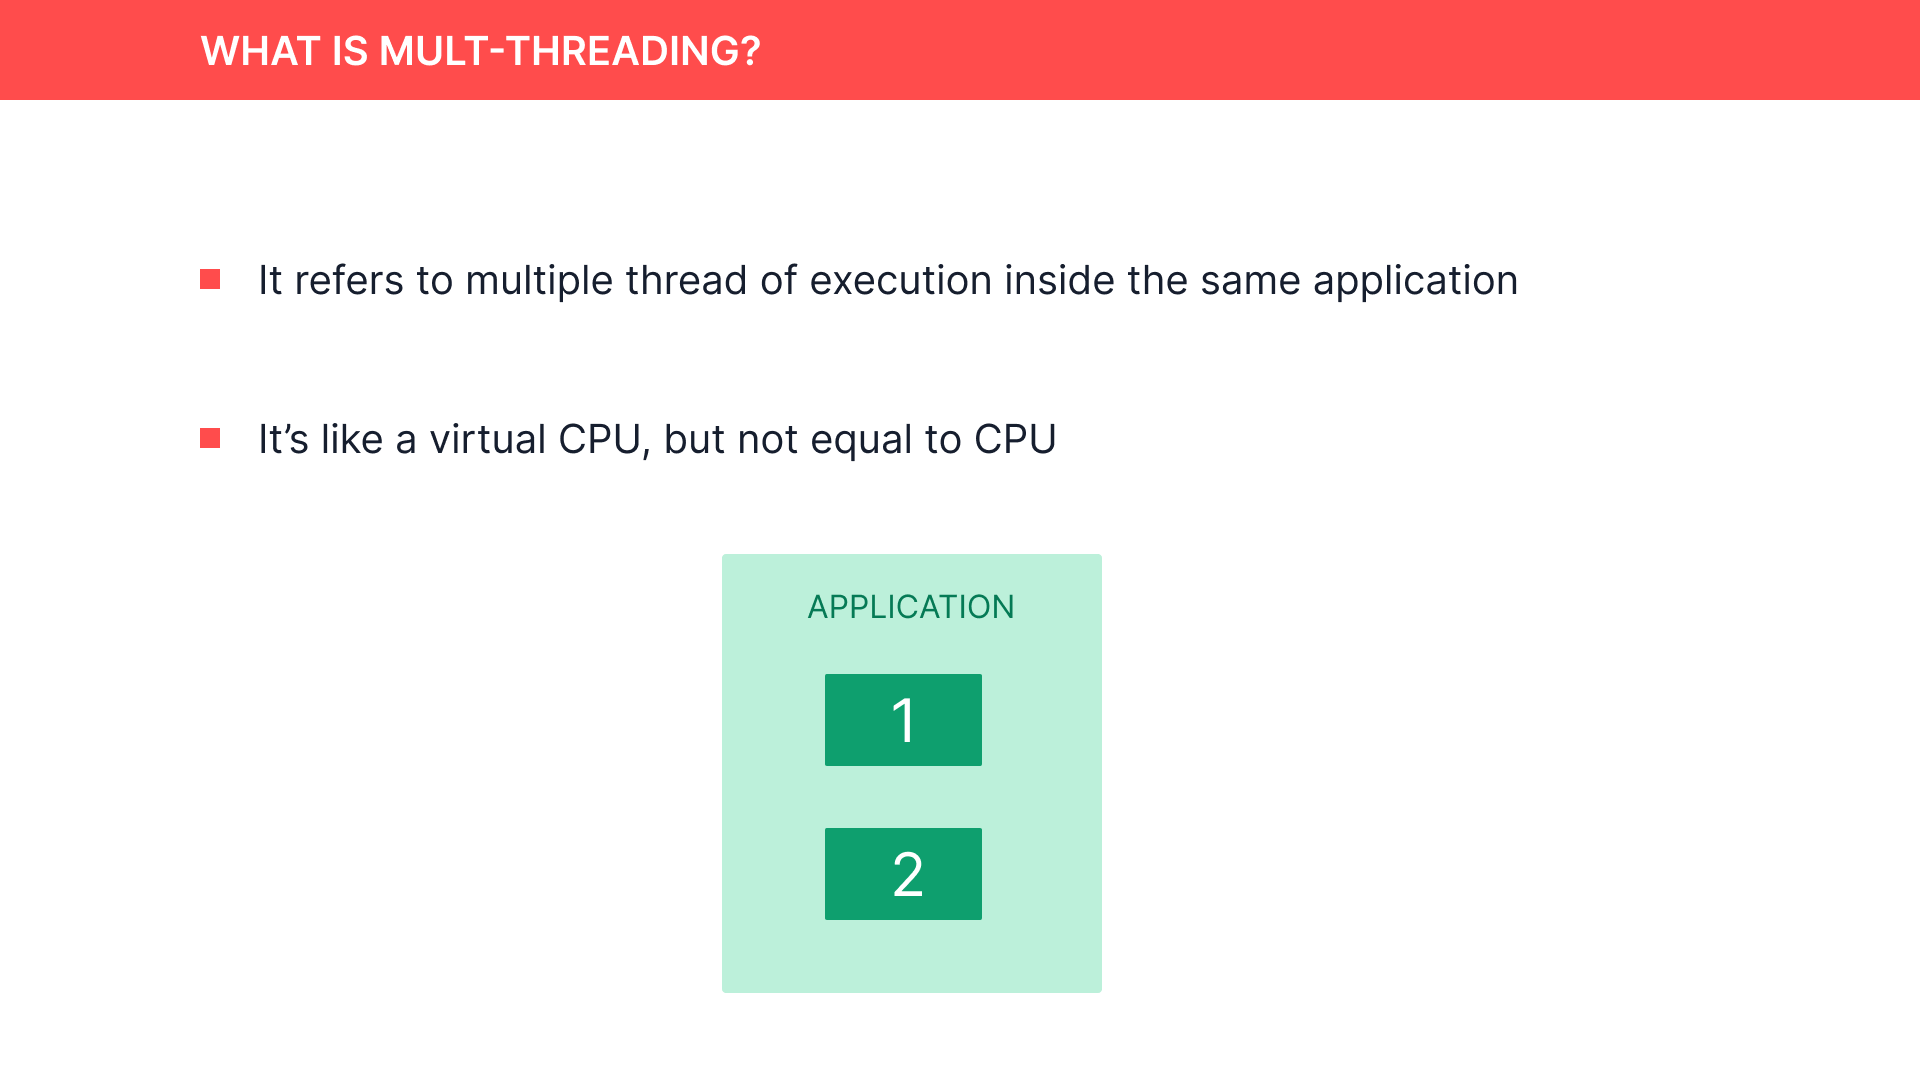 WHAT IS MULT-THREADING?
It refers to multiple thread of execution inside the same application
It’s like a virtual CPU, but not equal to CPU
APPLICATION
1
2